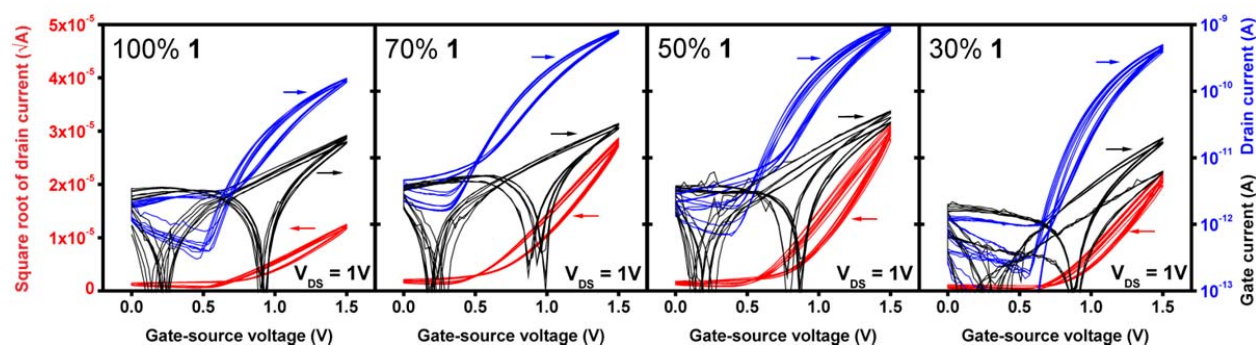 Square root of drain current (√A)
5x10⁻⁵
4x10⁻⁵
3x10⁻⁵
2x10⁻⁵
1x10⁻⁵
0
100% 1
V_DS = 1V
0.0 0.5 1.0 1.5
Gate-source voltage (V)
70% 1
V_DS = 1V
0.0 0.5 1.0 1.5
Gate-source voltage (V)
50% 1
V_DS = 1V
0.0 0.5 1.0 1.5
Gate-source voltage (V)
30% 1
V_DS = 1V
0.0 0.5 1.0 1.5
Gate-source voltage (V)
10⁻⁹
10⁻¹⁰
10⁻¹¹
10⁻¹²
10⁻¹³
Drain current (A)
Gate current (A)